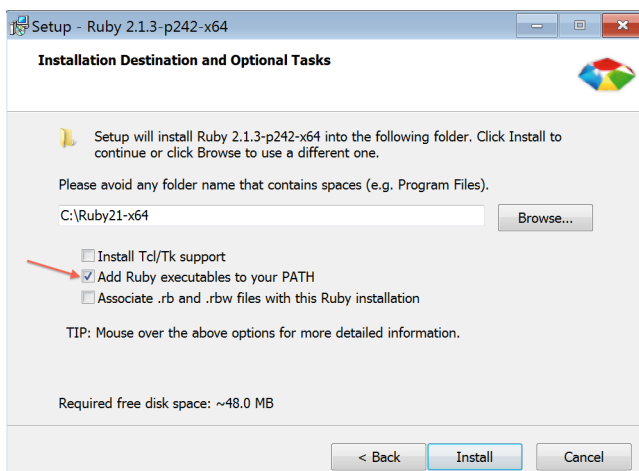 Setup - Ruby 2.1.3-p242-x64
Installation Destination and Optional Tasks
Setup will install Ruby 2.1.3-p242-x64 into the following folder. Click Install to
continue or click Browse to use a different one.
Please avoid any folder name that contains spaces (e.g. Program Files).
C:\Ruby21-x64
Browse...
Install Tcl/Tk support
Add Ruby executables to your PATH
Associate .rb and .rbw files with this Ruby installation
TIP: Mouse over the above options for more detailed information.
Required free disk space: ~48.0 MB
< Back
Install
Cancel